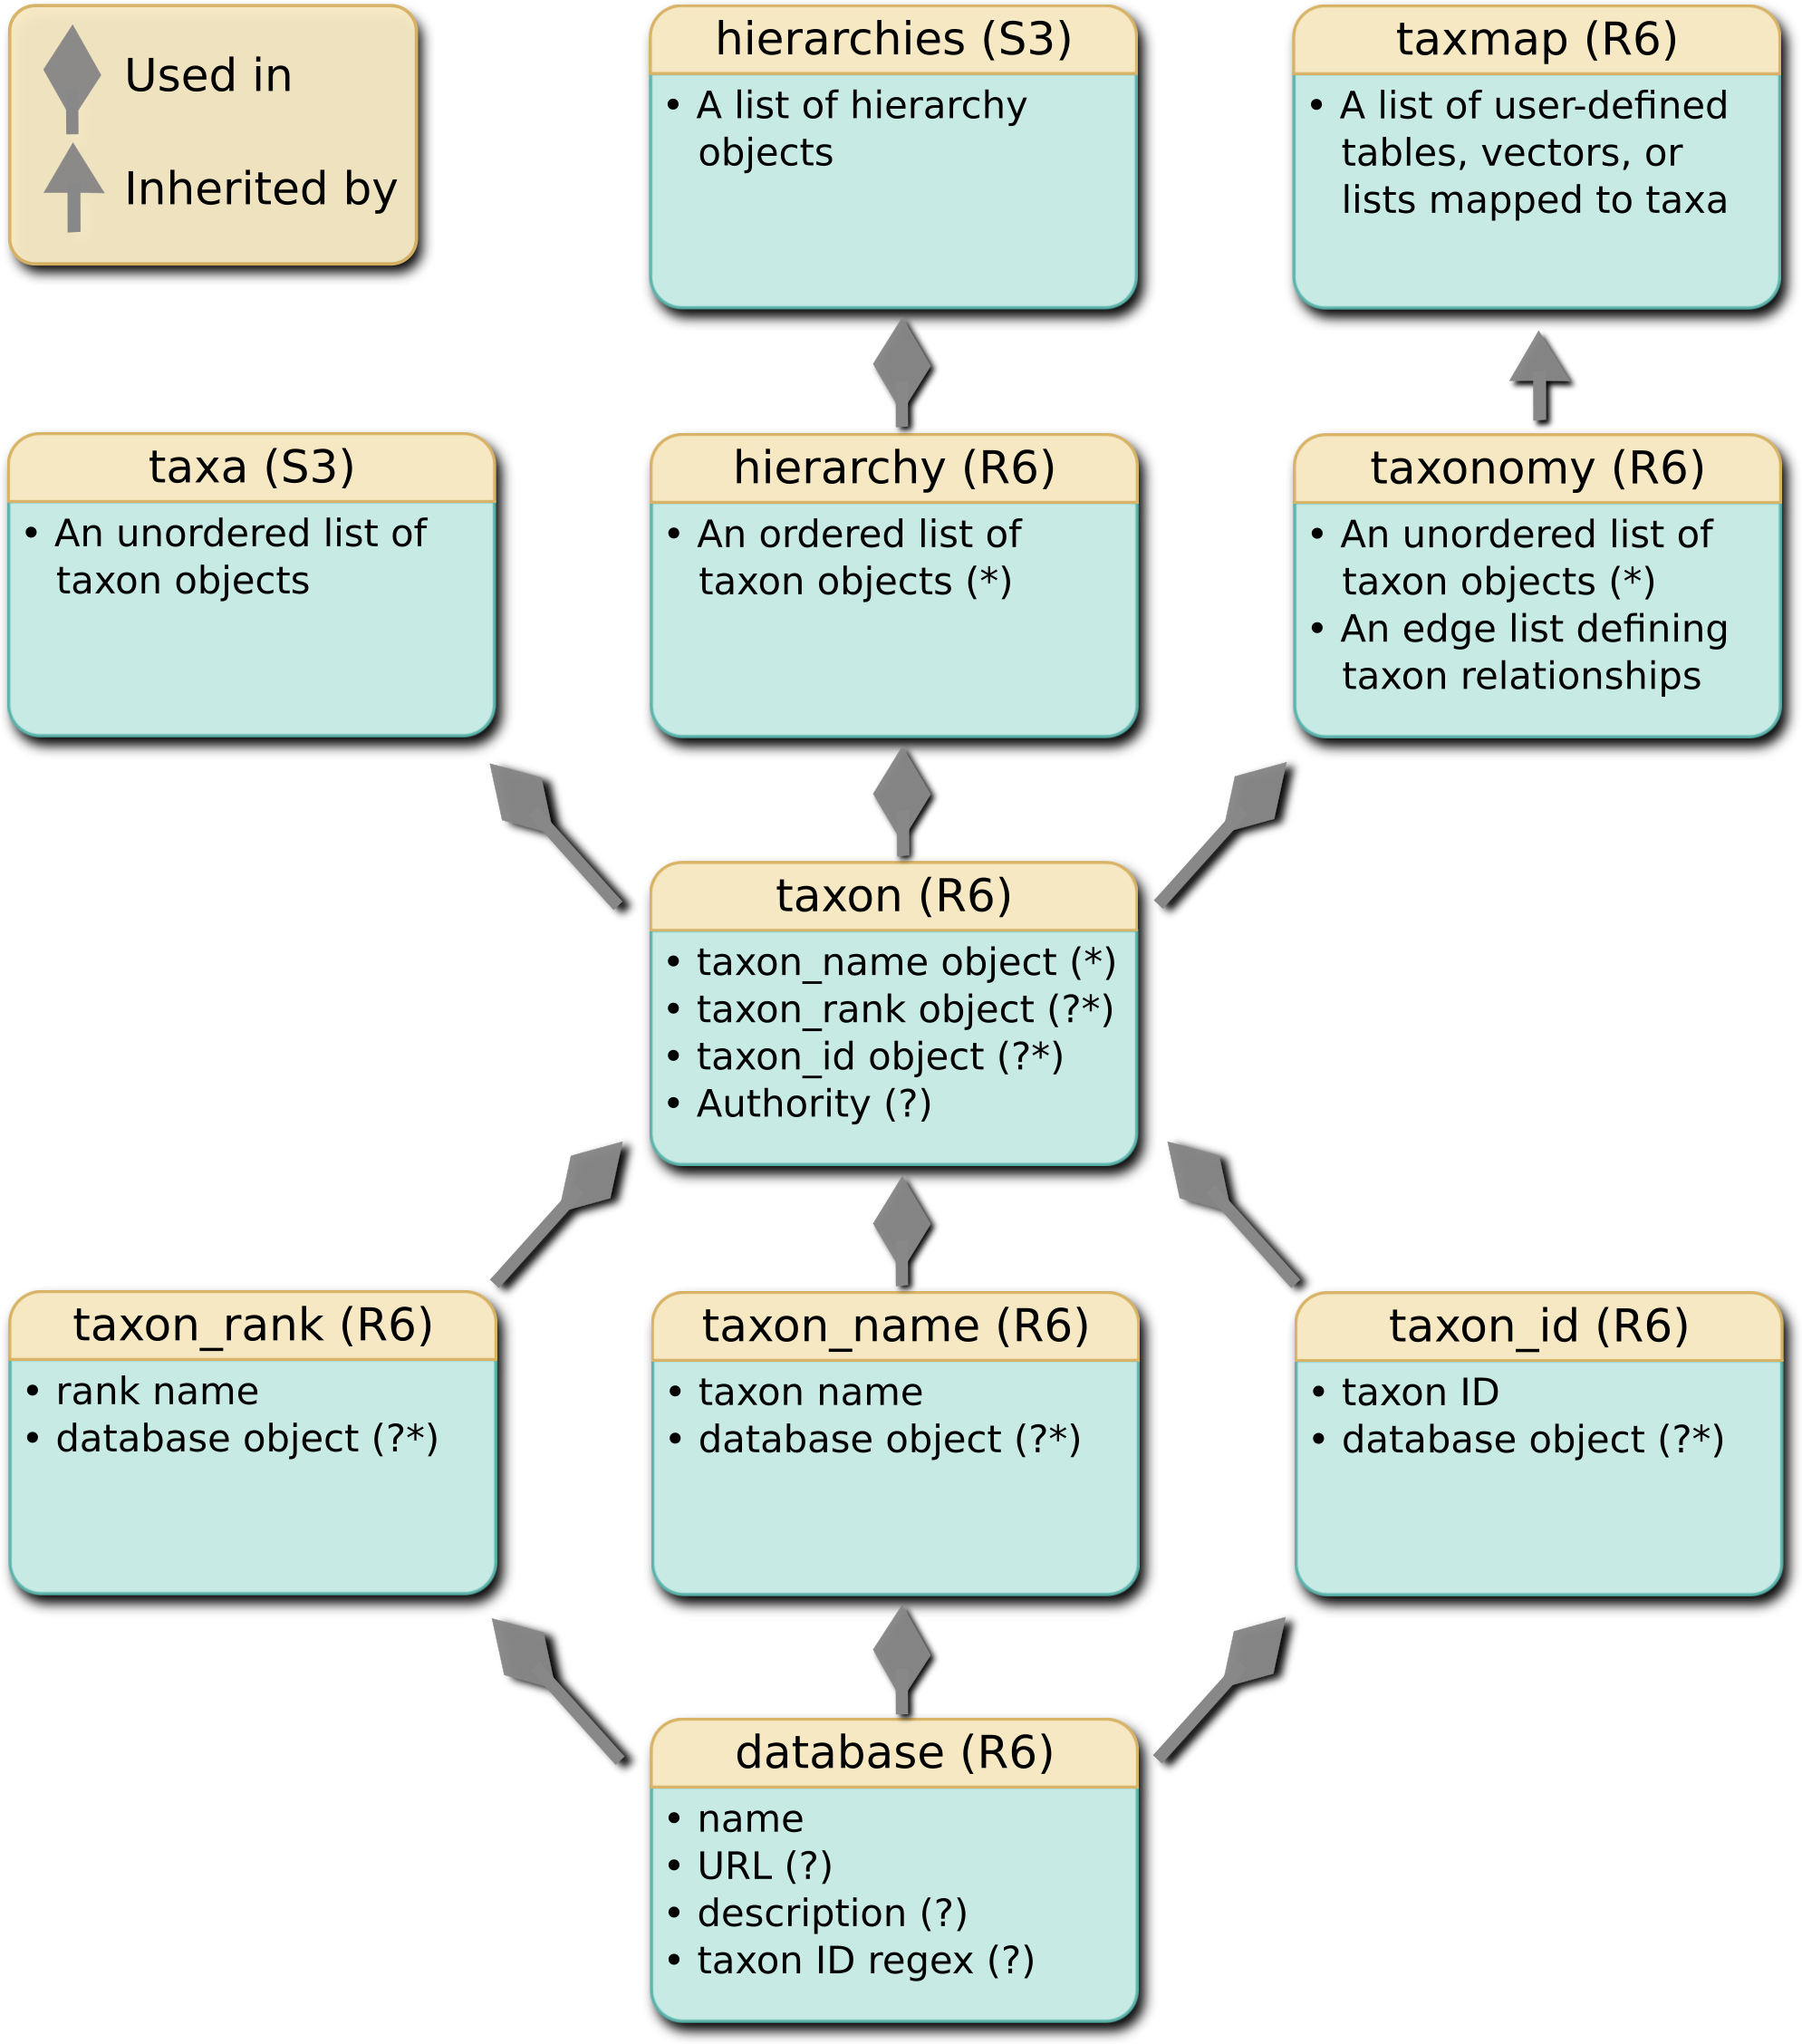 Used in
Inherited by
hierarchies (S3)
• A list of hierarchy
objects
taxmap (R6)
• A list of user-defined
tables, vectors, or
lists mapped to taxa
taxa (S3)
• An unordered list of
taxon objects
hierarchy (R6)
• An ordered list of
taxon objects (*)
taxonomy (R6)
• An unordered list of
taxon objects (*)
• An edge list defining
taxon relationships
taxon (R6)
• taxon_name object (*)
• taxon_rank object (?*)
• taxon_id object (?*)
• Authority (?)
taxon_rank (R6)
• rank name
• database object (?*)
taxon_name (R6)
• taxon name
• database object (?*)
taxon_id (R6)
• taxon ID
• database object (?*)
database (R6)
• name
• URL (?)
• description (?)
• taxon ID regex (?)